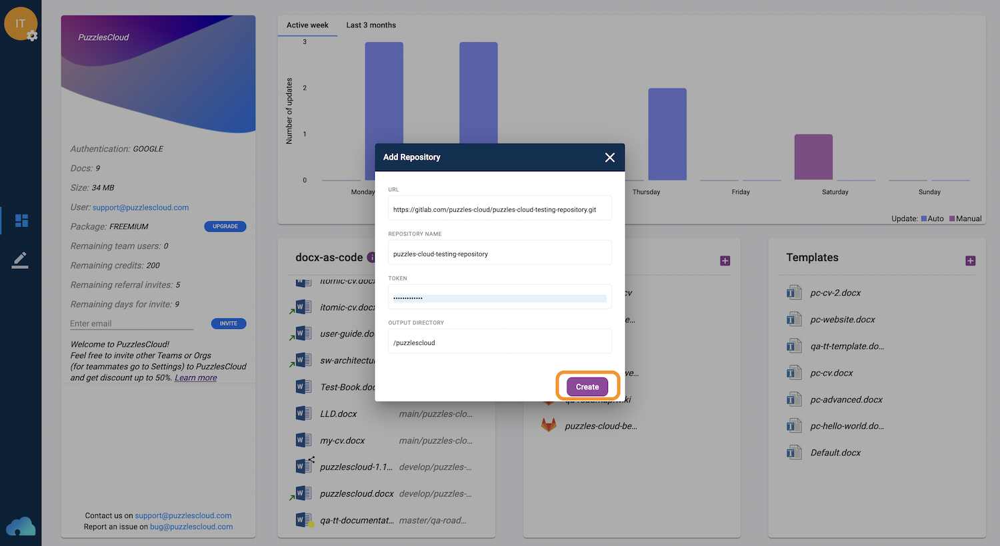 IT
PuzzlesCloud
Authentication: GOOGLE
Docs: 9
Size: 34 MB
User: support@puzzlescloud.com
Package: FREEMIUM
UPGRADE
Remaining team users: 0
Remaining credits: 200
Remaining referral invites: 5
Remaining days for invite: 9
Enter email
INVITE
Welcome to PuzzlesCloud!
Feel free to invite other Teams or Orgs
(for teammates go to Settings) to PuzzlesCloud
and get discount up to 50%. Learn more
Contact us on support@puzzlescloud.com
Report an issue on bug@puzzlescloud.com
Active week
Last 3 months
Number of updates
3
2
1
0
Monday
Thursday
Friday
Saturday
Sunday
Update: Auto Manual
Add Repository
URL
https://gitlab.com/puzzles-cloud/puzzles-cloud-testing-repository.git
REPOSITORY NAME
puzzles-cloud-testing-repository
TOKEN
•••••••••••••
OUTPUT DIRECTORY
/puzzlescloud
Create
docx-as-code
itomic-cv.docx
itomic-cv.docx
user-guide.do
sw-architectu
Test-Book.doc
LLD.docx main/puzzles-clo...
my-cv.docx main/puzzles-clo...
puzzlescloud-1.1... develop/puzzles-...
puzzlescloud.docx develop/puzzles-...
qa-tt-documentat... master/qa-road...
cv
e...
we...
puzzles-cloud-be...
Templates
pc-cv-2.docx
pc-website.docx
qa-tt-template.do...
pc-cv.docx
pc-advanced.docx
pc-hello-world.do...
Default.docx